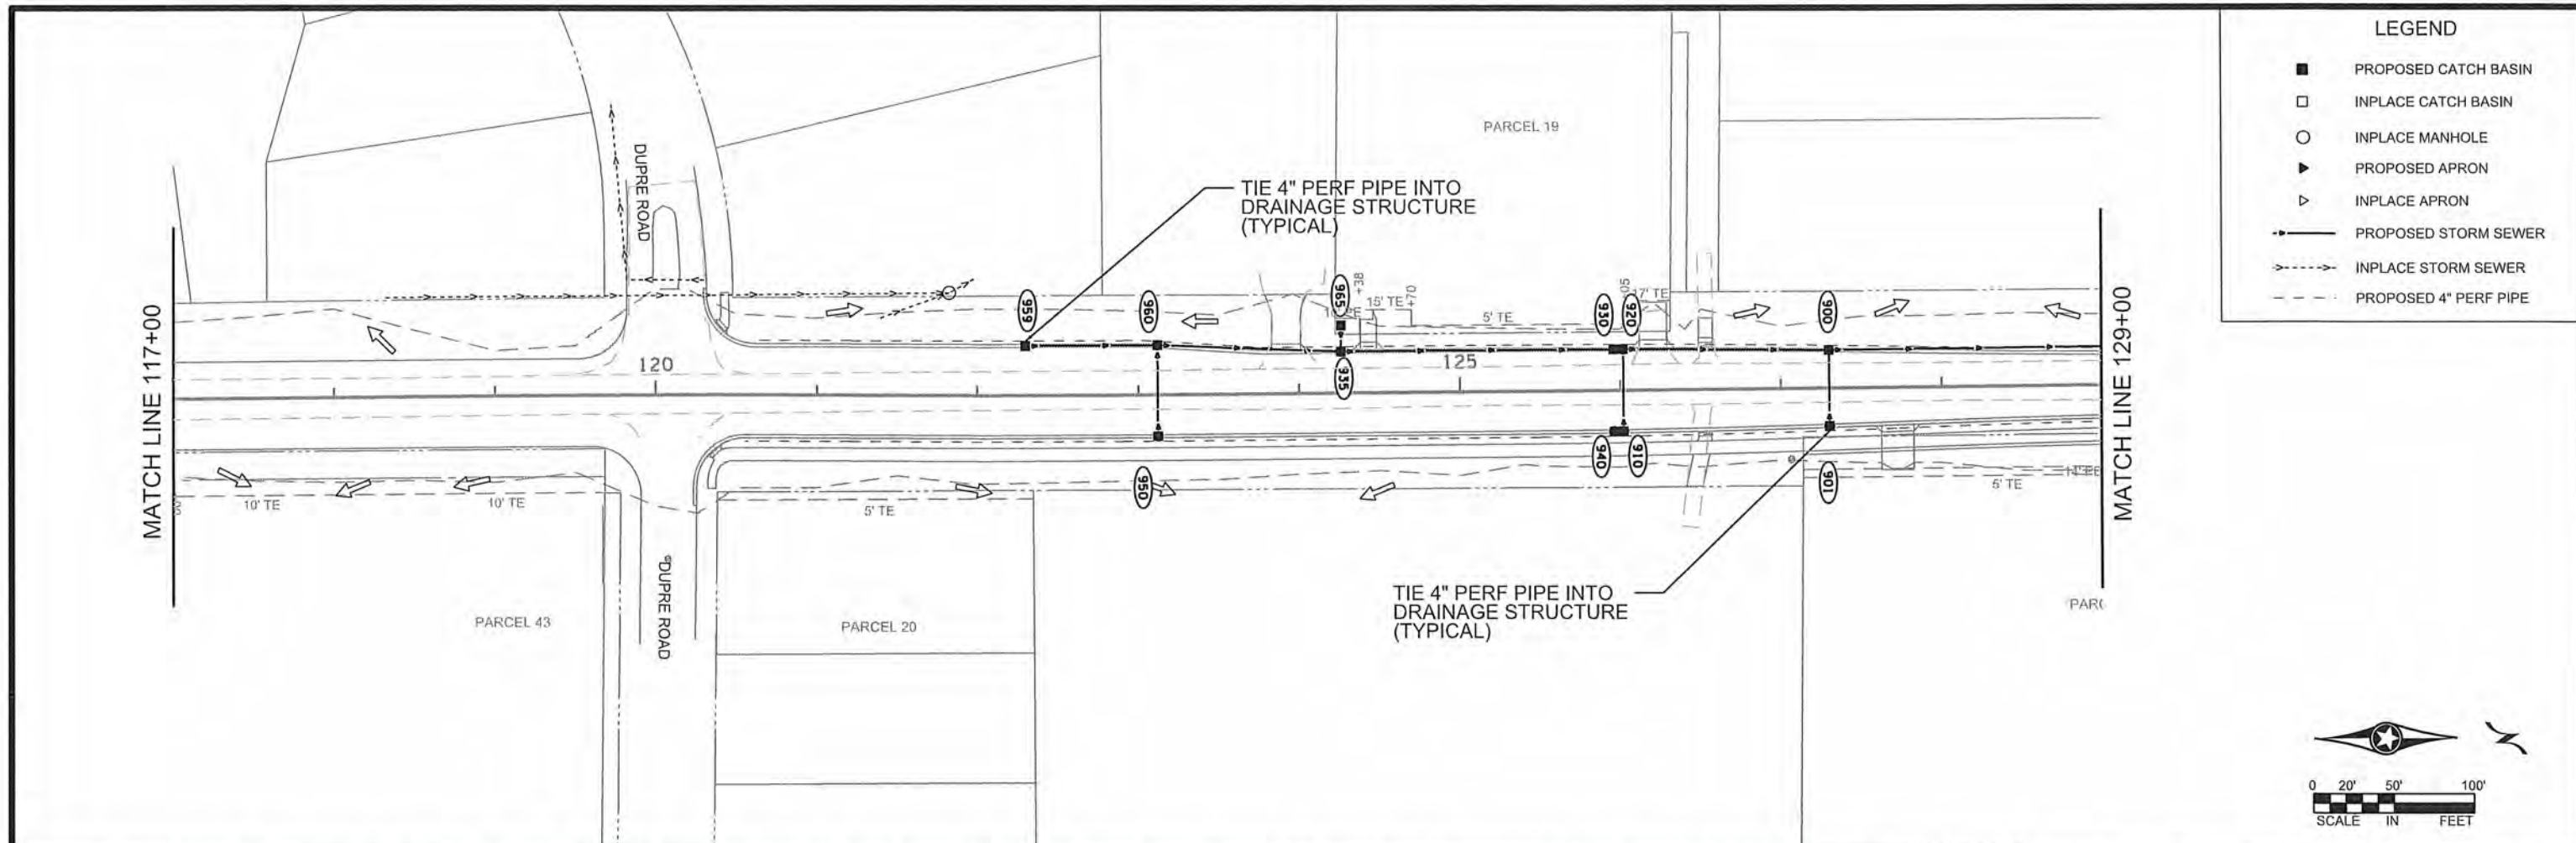 LEGEND
PROPOSED CATCH BASIN
INPLACE CATCH BASIN
INPLACE MANHOLE
PROPOSED APRON
INPLACE APRON
PROPOSED STORM SEWER
INPLACE STORM SEWER
PROPOSED 4" PERF PIPE
PARCEL 19
DUPRE ROAD
TIE 4" PERF PIPE INTO
DRAINAGE STRUCTURE
(TYPICAL)
MATCH LINE 117+00
959
960
965
+38
15' TE
+70
5' TE
930
920
17' TE
900
120
935
125
MATCH LINE 129+00
10' TE
10' TE
5' TE
950
940
910
901
5' TE
DUPRE ROAD
PARCEL 43
PARCEL 20
TIE 4" PERF PIPE INTO
DRAINAGE STRUCTURE
(TYPICAL)
0 20' 50' 100'
SCALE IN FEET